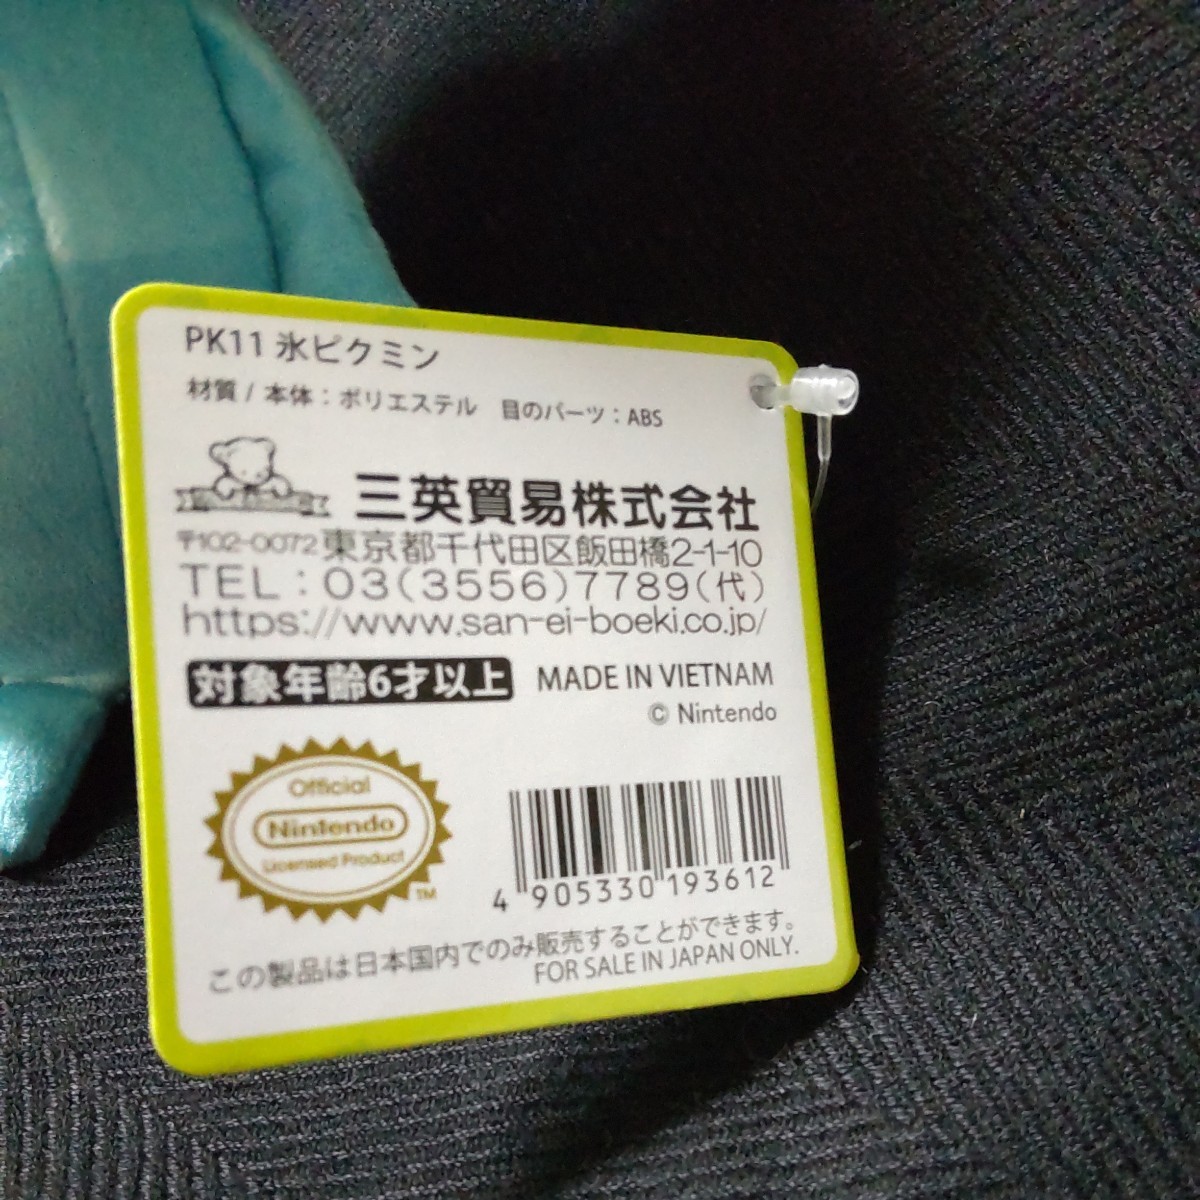 PK11 氷ピクミン
材質 / 本体：ポリエステル　目のパーツ：ABS
三英貿易株式会社
〒102-0072東京都千代田区飯田橋2-1-10
TEL：03(3556)7789(代)
https://www.san-ei-boeki.co.jp/
対象年齢6才以上 MADE IN VIETNAM
© Nintendo
Official
Nintendo
Licensed Product
TM
4 905330 193612
この製品は日本国内でのみ販売することができます。
FOR SALE IN JAPAN ONLY.